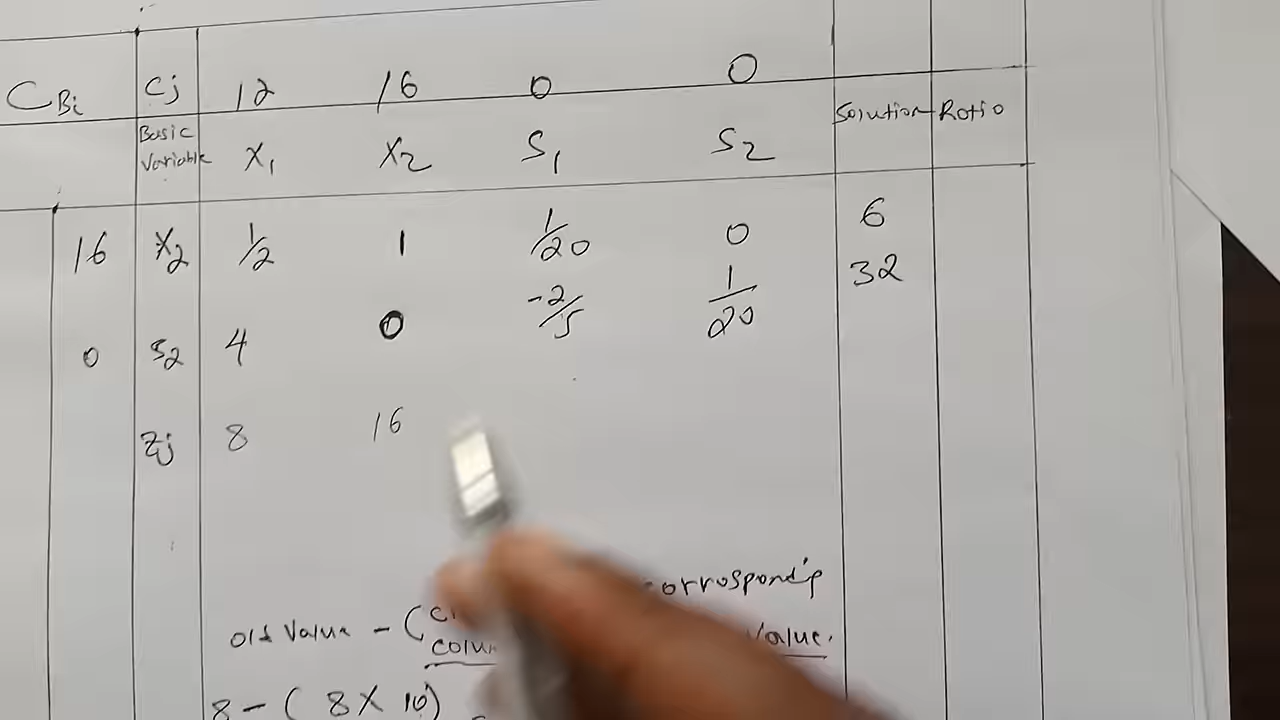 CBi Cj 12 16 0 0
Basic Variable X1 X2 S1 S2 Solution Ratio
16 X2 1/2 1 1/20 0 6
0 S2 4 0 -2/5 1/20 32
Zj 8 16
correspond'g
Old Value - ( Value.
8 - ( 8 X 10)